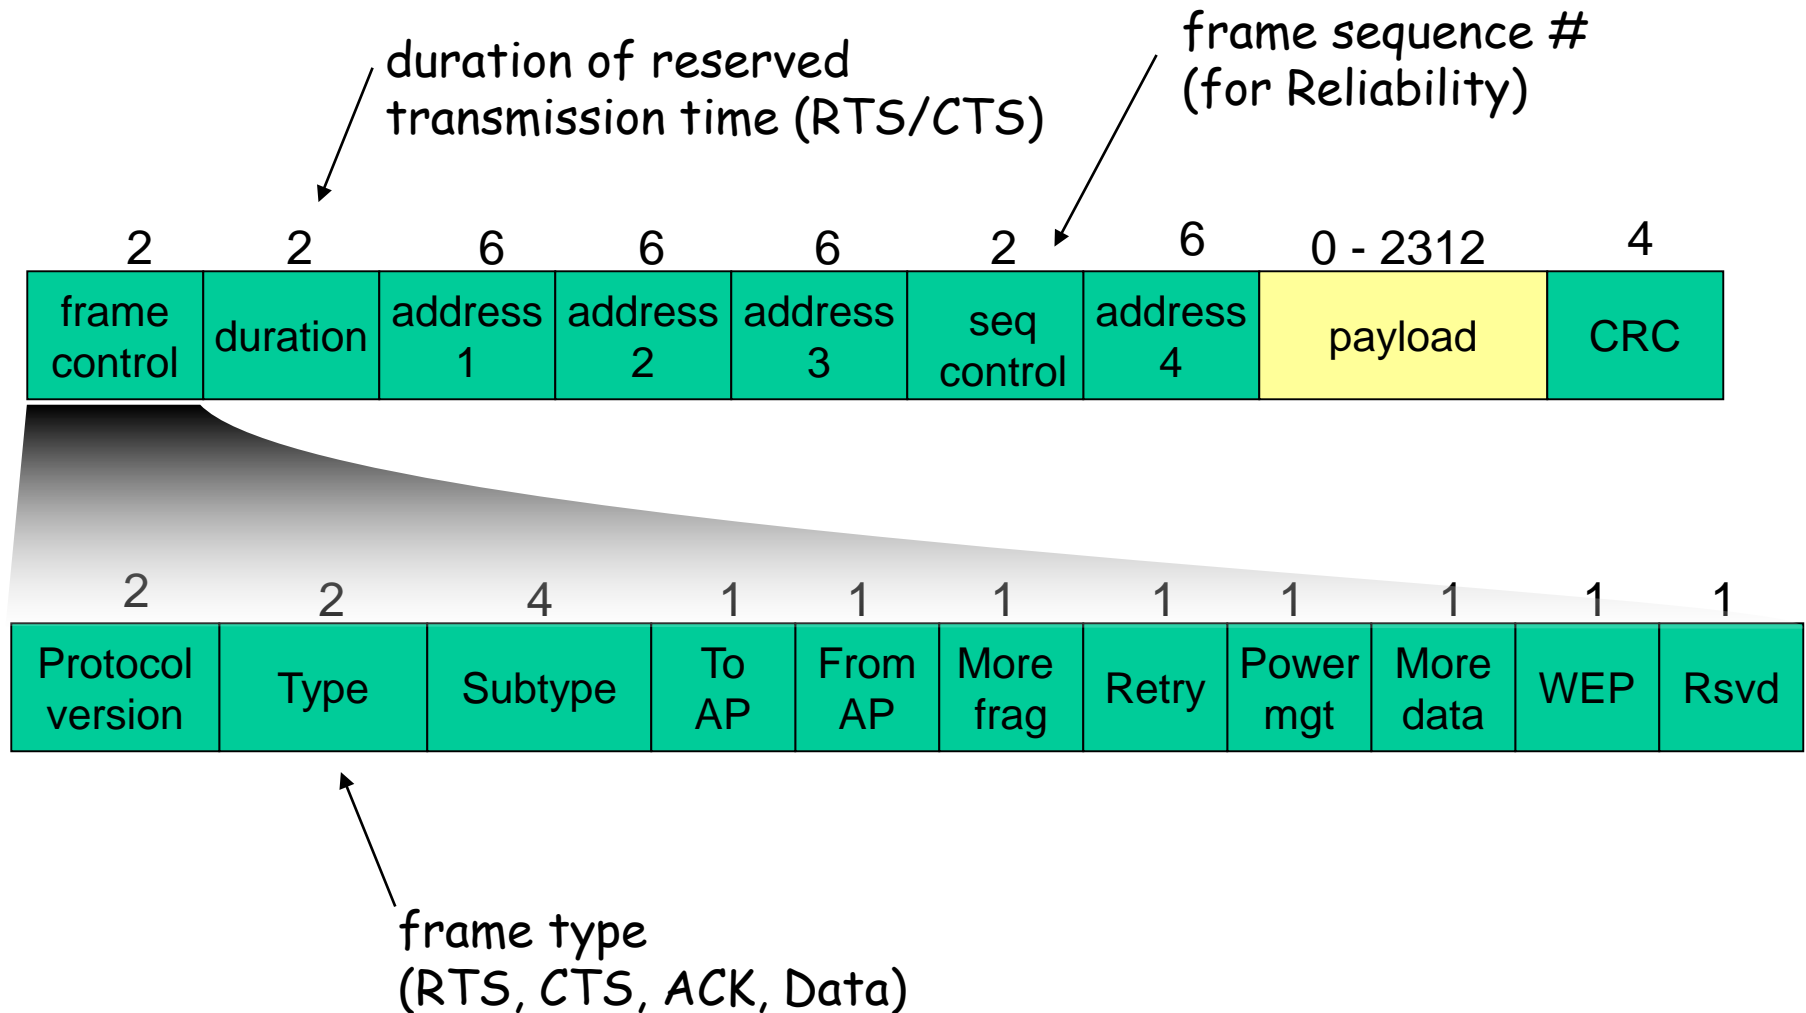 duration of reserved
transmission time (RTS/CTS)
frame sequence #
(for Reliability)
2 2 6 6 6 2 6 0 - 2312 4
frame control duration address 1 address 2 address 3 seq control address 4 payload CRC
2 2 4 1 1 1 1 1 1 1 1
Protocol version Type Subtype To AP From AP More frag Retry Power mgt More data WEP Rsvd
frame type
(RTS, CTS, ACK, Data)